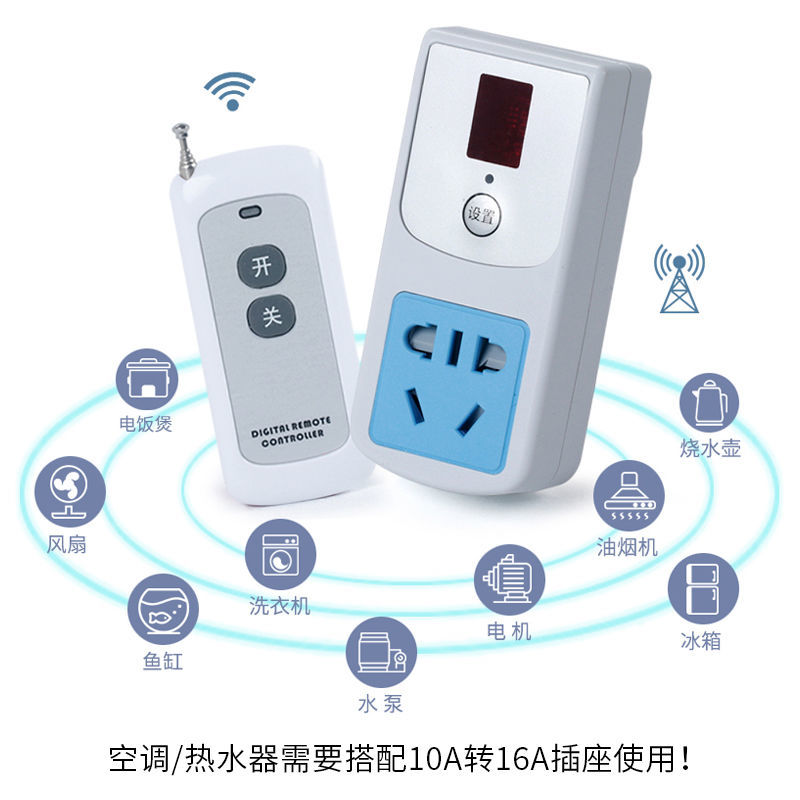 设置
开
关
DIGITAL REMOTE
CONTROLLER
电饭煲
烧水壶
风扇
油烟机
洗衣机
电机
鱼缸
冰箱
水泵
空调/热水器需要搭配10A转16A插座使用!